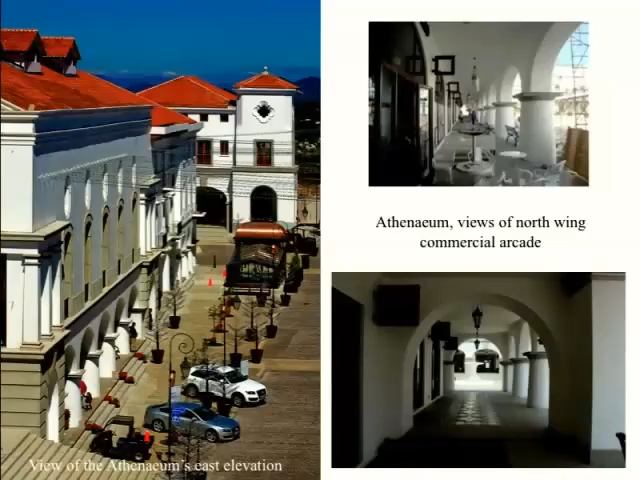 Athenaeum, views of north wing
commercial arcade
View of the Athenaeum's east elevation